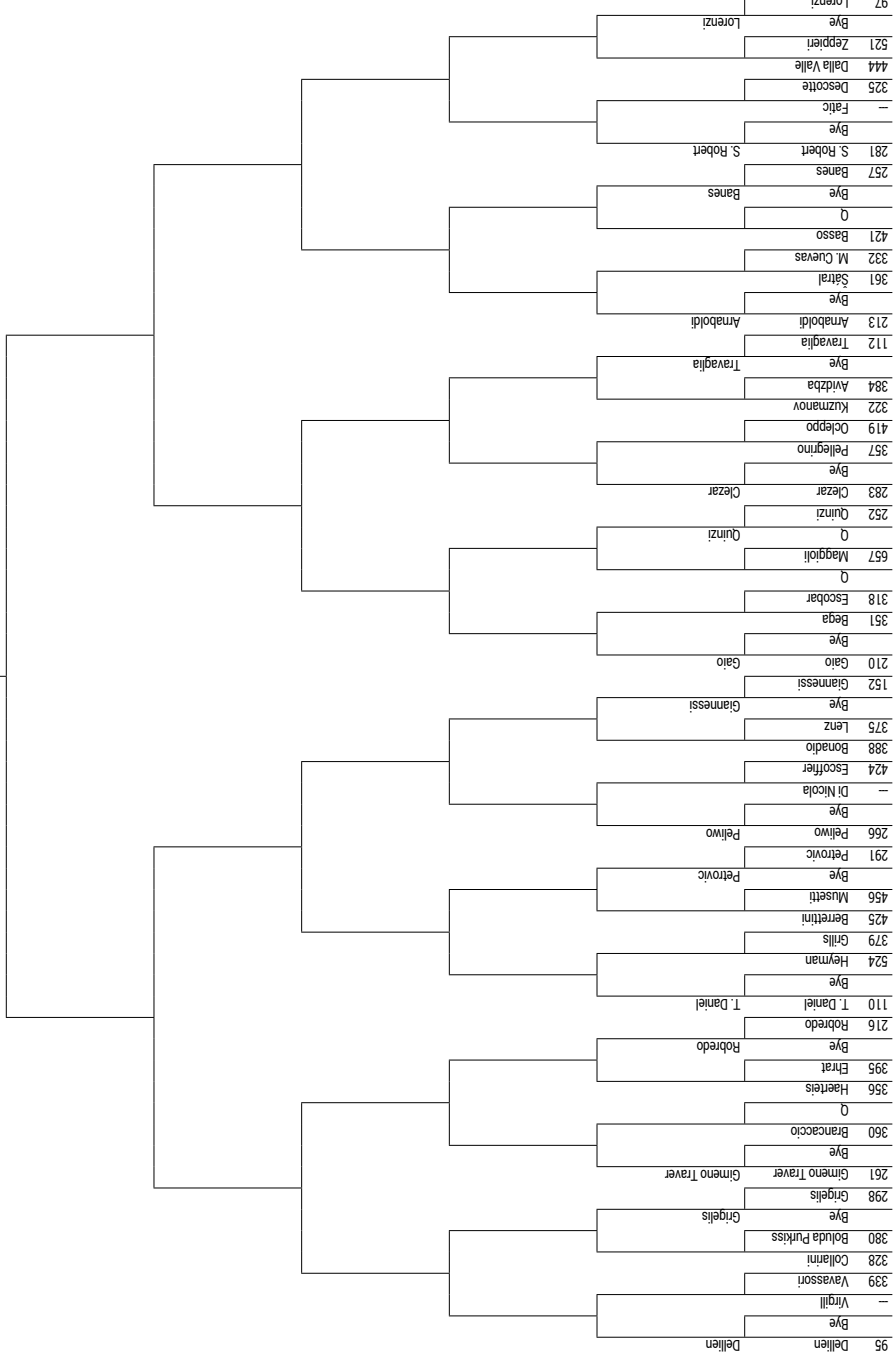 95 Dellien Dellien
Bye
— Virgili
339 Vavassori
328 Collarini
380 Boluda Purkiss
Bye Grigelis
298 Grigelis
261 Gimeno Traver Gimeno Traver
Bye
360 Brancaccio
Q
356 Haerteis
395 Ehrat
Bye Robredo
216 Robredo
110 T. Daniel T. Daniel
Bye
524 Heyman
379 Grills
425 Berrettini
456 Musetti
Bye Petrovic
291 Petrovic
266 Peliwo Peliwo
Bye
— Di Nicola
424 Escoffier
388 Bonadio
375 Lenz
Bye Giannessi
152 Giannessi
210 Gaio Gaio
Bye
351 Bega
318 Escobar
Q
657 Maggioli
Q Quinzi
252 Quinzi
283 Clezar Clezar
Bye
357 Pellegrino
419 Ocleppo
322 Kuzmanov
384 Avidzba
Bye Travaglia
112 Travaglia
213 Arnaboldi Arnaboldi
Bye
361 Šátral
332 M. Cuevas
421 Basso
Q
Bye Banes
257 Banes
281 S. Robert S. Robert
Bye
— Fatic
325 Descotte
444 Dalla Valle
521 Zeppieri
Bye Lorenzi
97 Lorenzi